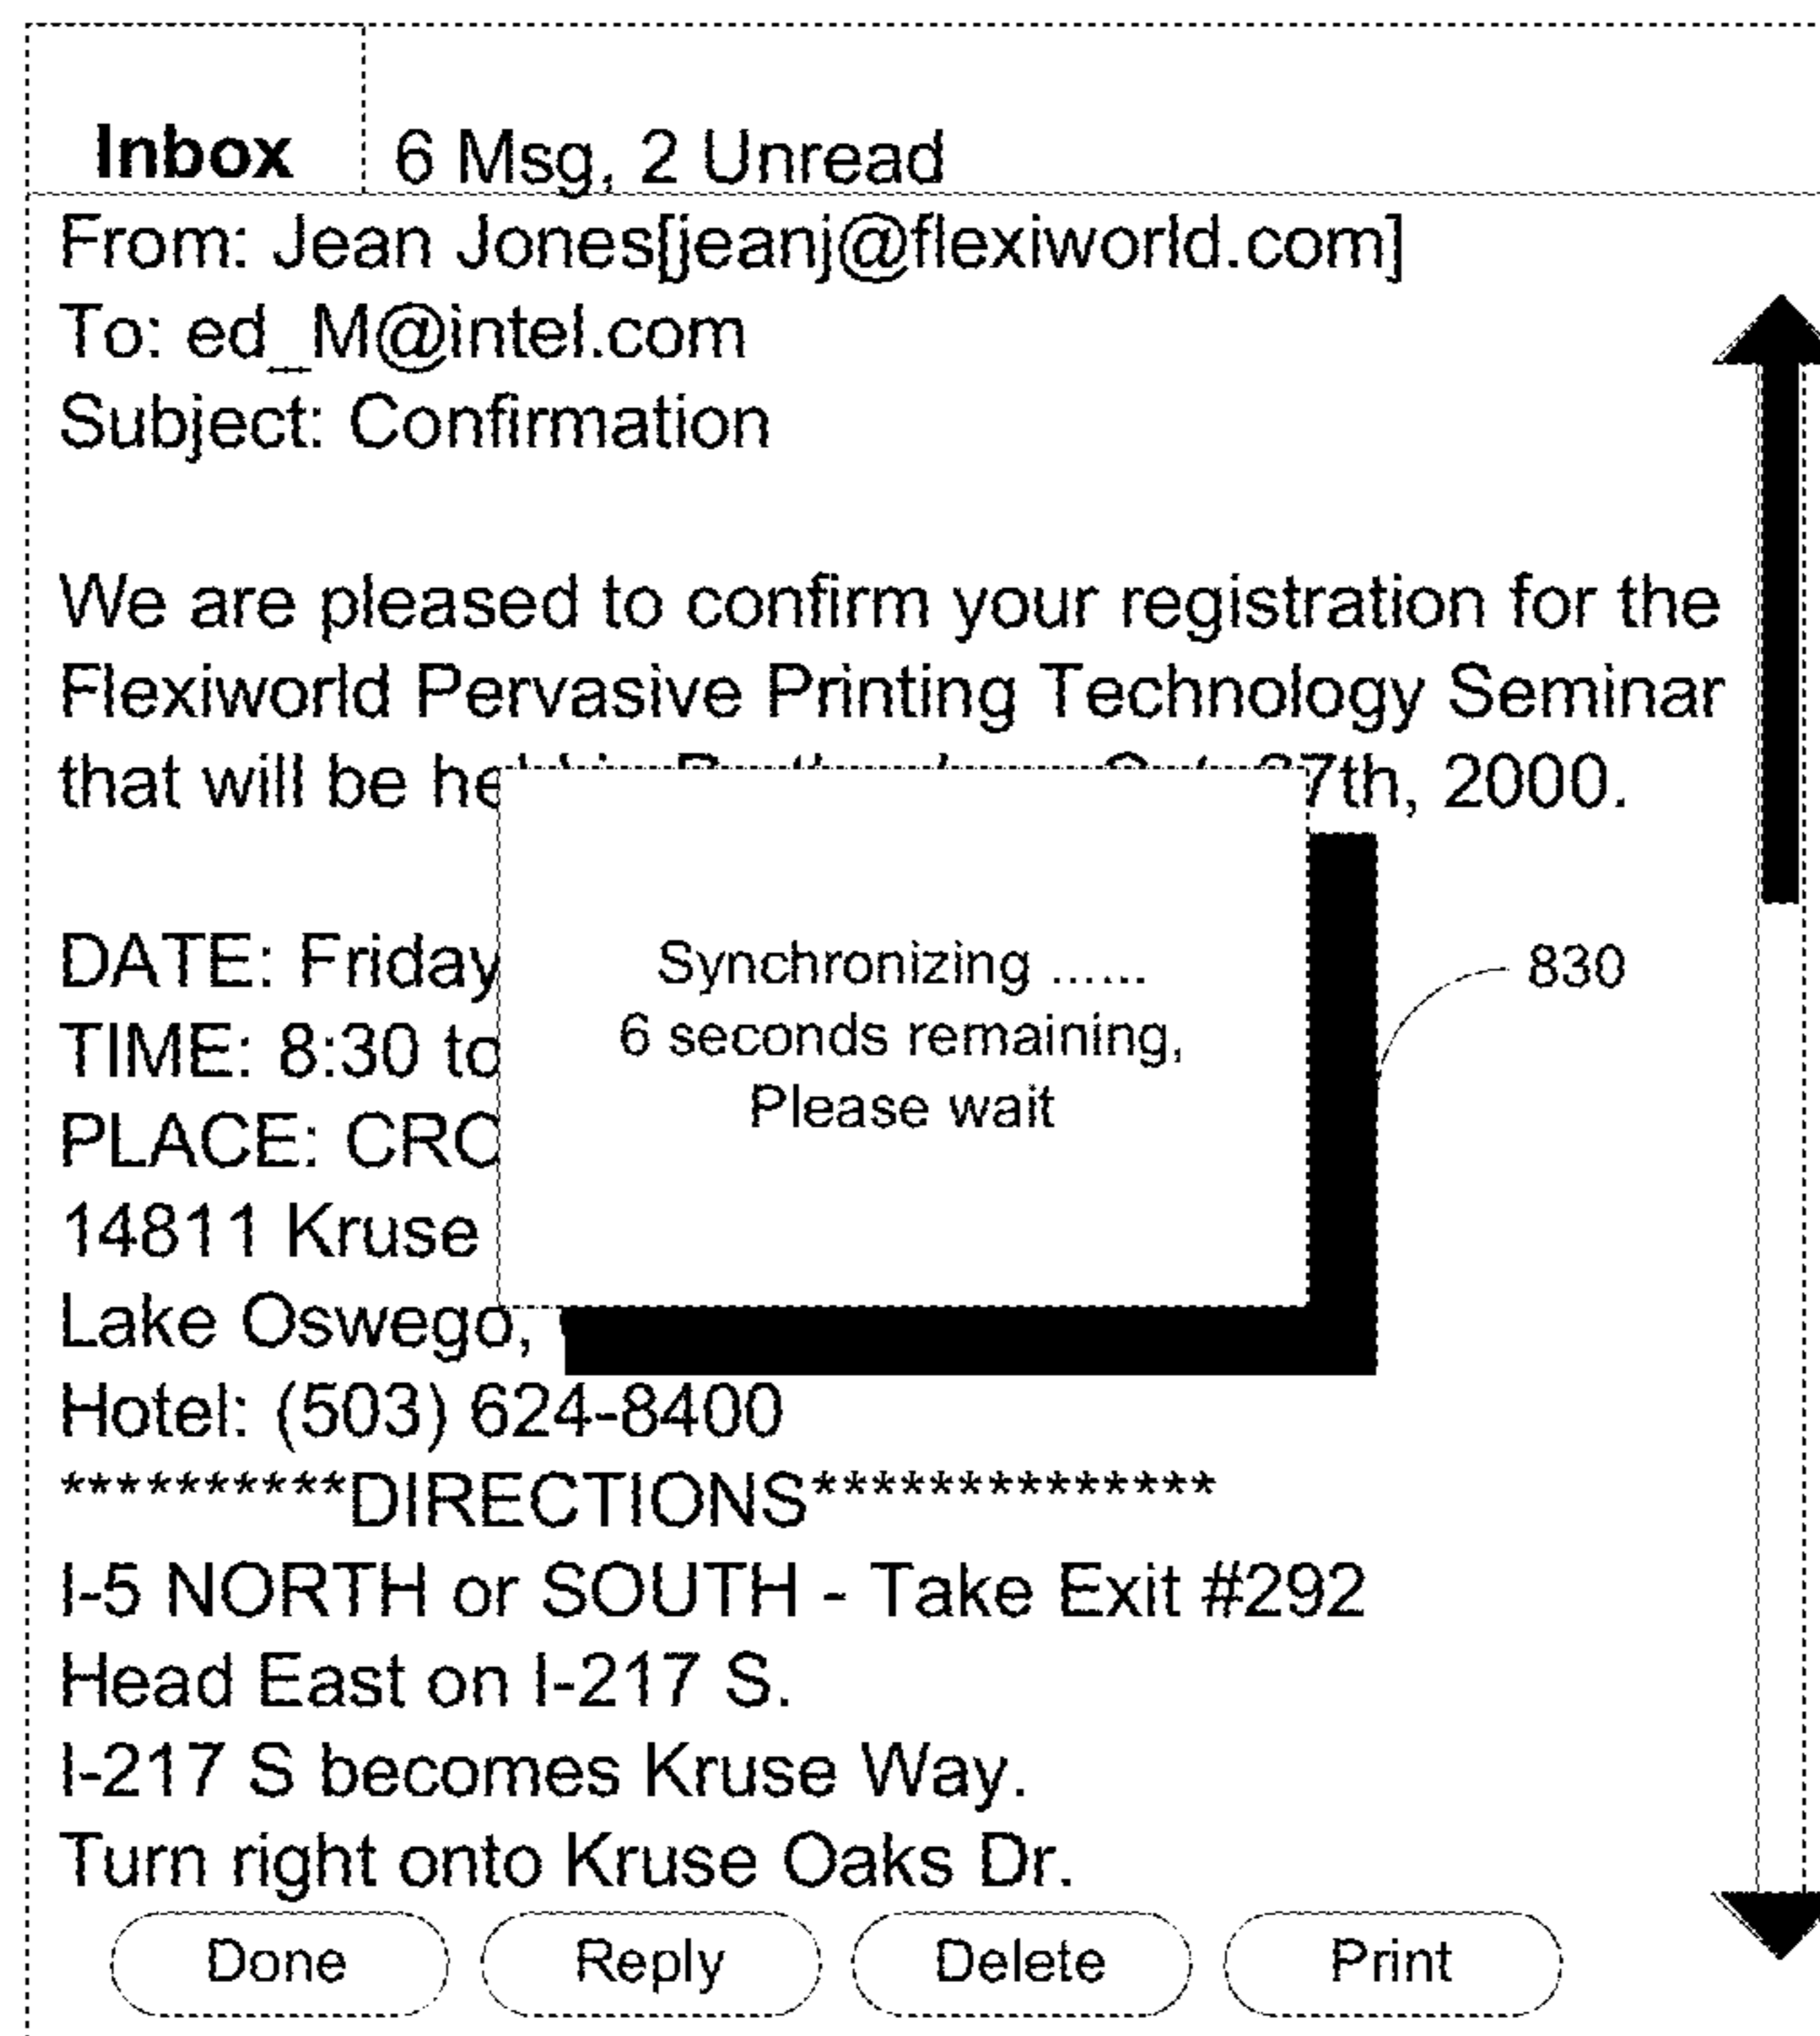 Inbox 6 Msg, 2 Unread
From: Jean Jones[jeanj@flexiworld.com]
To: ed_M@intel.com
Subject: Confirmation
We are pleased to confirm your registration for the
Flexiworld Pervasive Printing Technology Seminar
that will be 7th, 2000.
DATE: Friday
TIME: 8:30 to
PLACE:
14811 Kruse
Lake Oswego,
Hotel: (503) 624-8400
**********DIRECTIONS**************
I-5 NORTH or SOUTH - Take Exit #292
Head East on I-217 S.
I-217 S becomes Kruse Way.
Turn right onto Kruse Oaks Dr.
Synchronizing ......
6 seconds remaining,
Please wait
830
Done Reply Delete Print